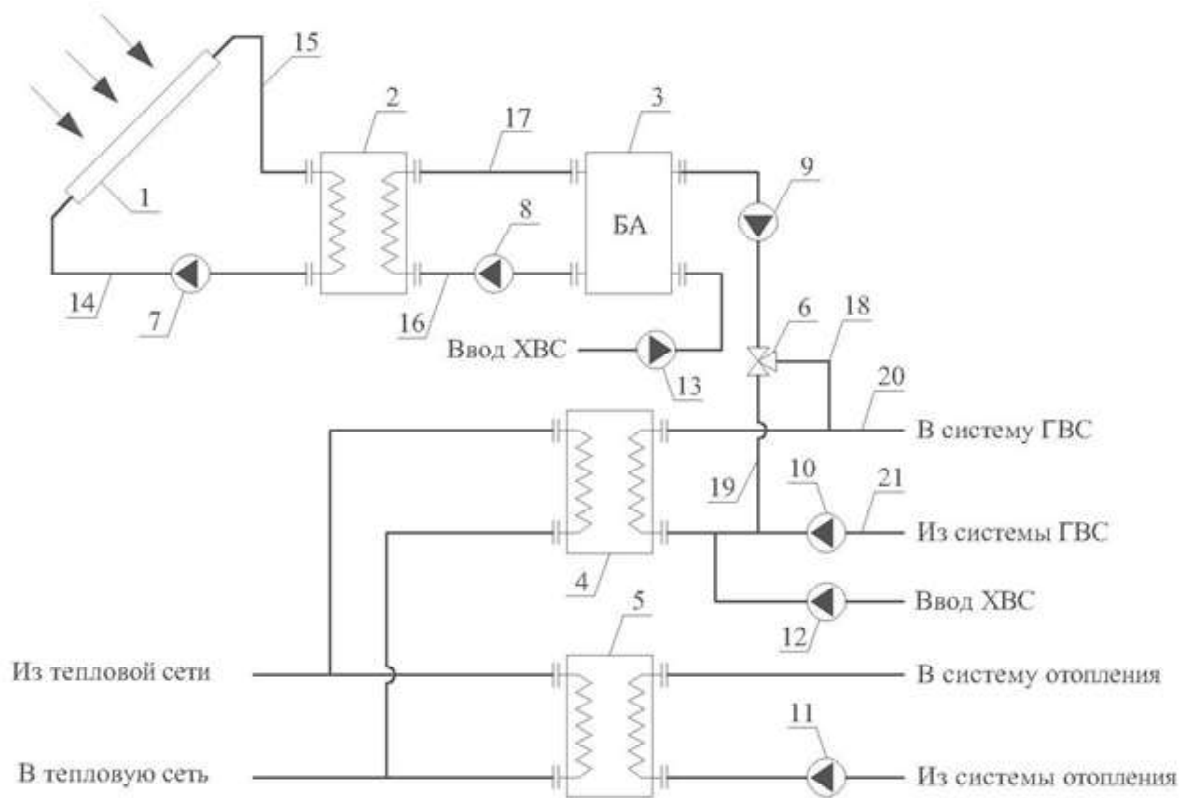 15
2
17
3
9
1
8
БА
14
7
16
6
18
Ввод ХВС
13
20
В систему ГВС
19
10
21
Из системы ГВС
4
Ввод ХВС
5
12
Из тепловой сети
В систему отопления
11
В тепловую сеть
Из системы отопления